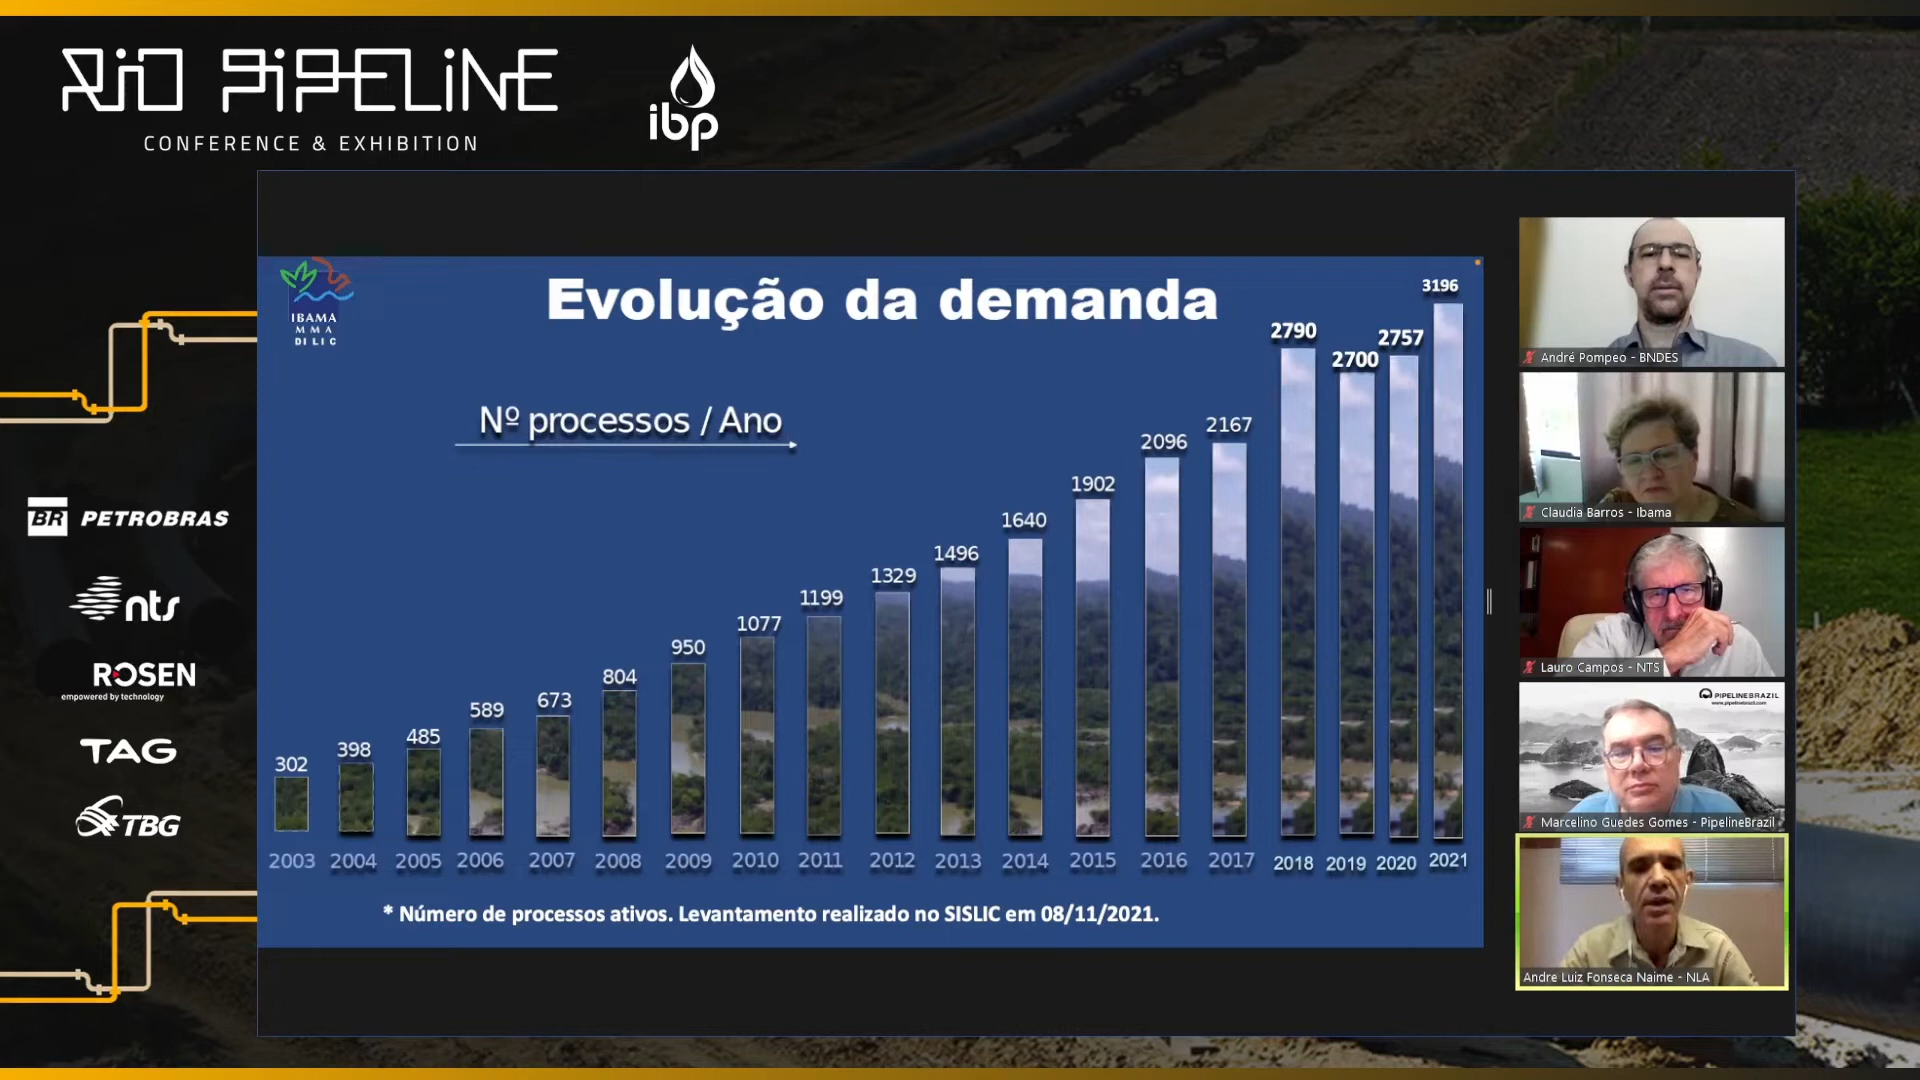 RiO PiPELiNE
CONFERENCE & EXHIBITION
ibp
BR PETROBRAS
nts
ROSEN
empowered by technology
TAG
TBG
IBAMA
MMA
DILIC
Evolução da demanda
Nº processos / Ano
302
398
485
589
673
804
950
1077
1199
1329
1496
1640
1902
2096
2167
2790
2700
2757
3196
2003 2004 2005 2006 2007 2008 2009 2010 2011 2012 2013 2014 2015 2016 2017 2018 2019 2020 2021
* Número de processos ativos. Levantamento realizado no SISLIC em 08/11/2021.
André Pompeo - BNDES
Claudia Barros - Ibama
Lauro Campos - NTS
PIPELINEBRAZIL
www.pipelinebrazil.com
Marcelino Guedes Gomes - PipelineBrazil
Andre Luiz Fonseca Naime - NLA